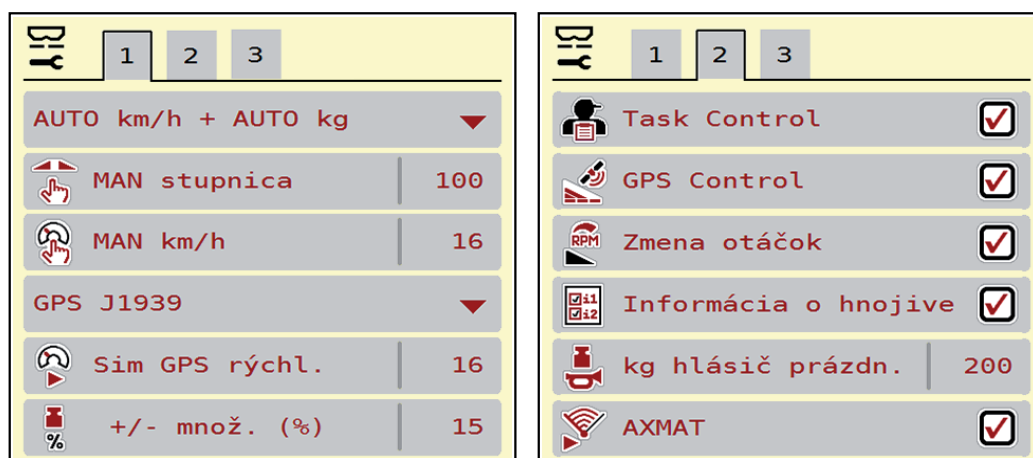 1 2 3
AUTO km/h + AUTO kg
MAN stupnica 100
MAN km/h 16
GPS J1939
Sim GPS rýchl. 16
% +/- množ. (%) 15
1 2 3
Task Control
GPS Control
RPM Zmena otáčok
i1 i2 Informácia o hnojive
kg hlásič prázdn. 200
AXMAT